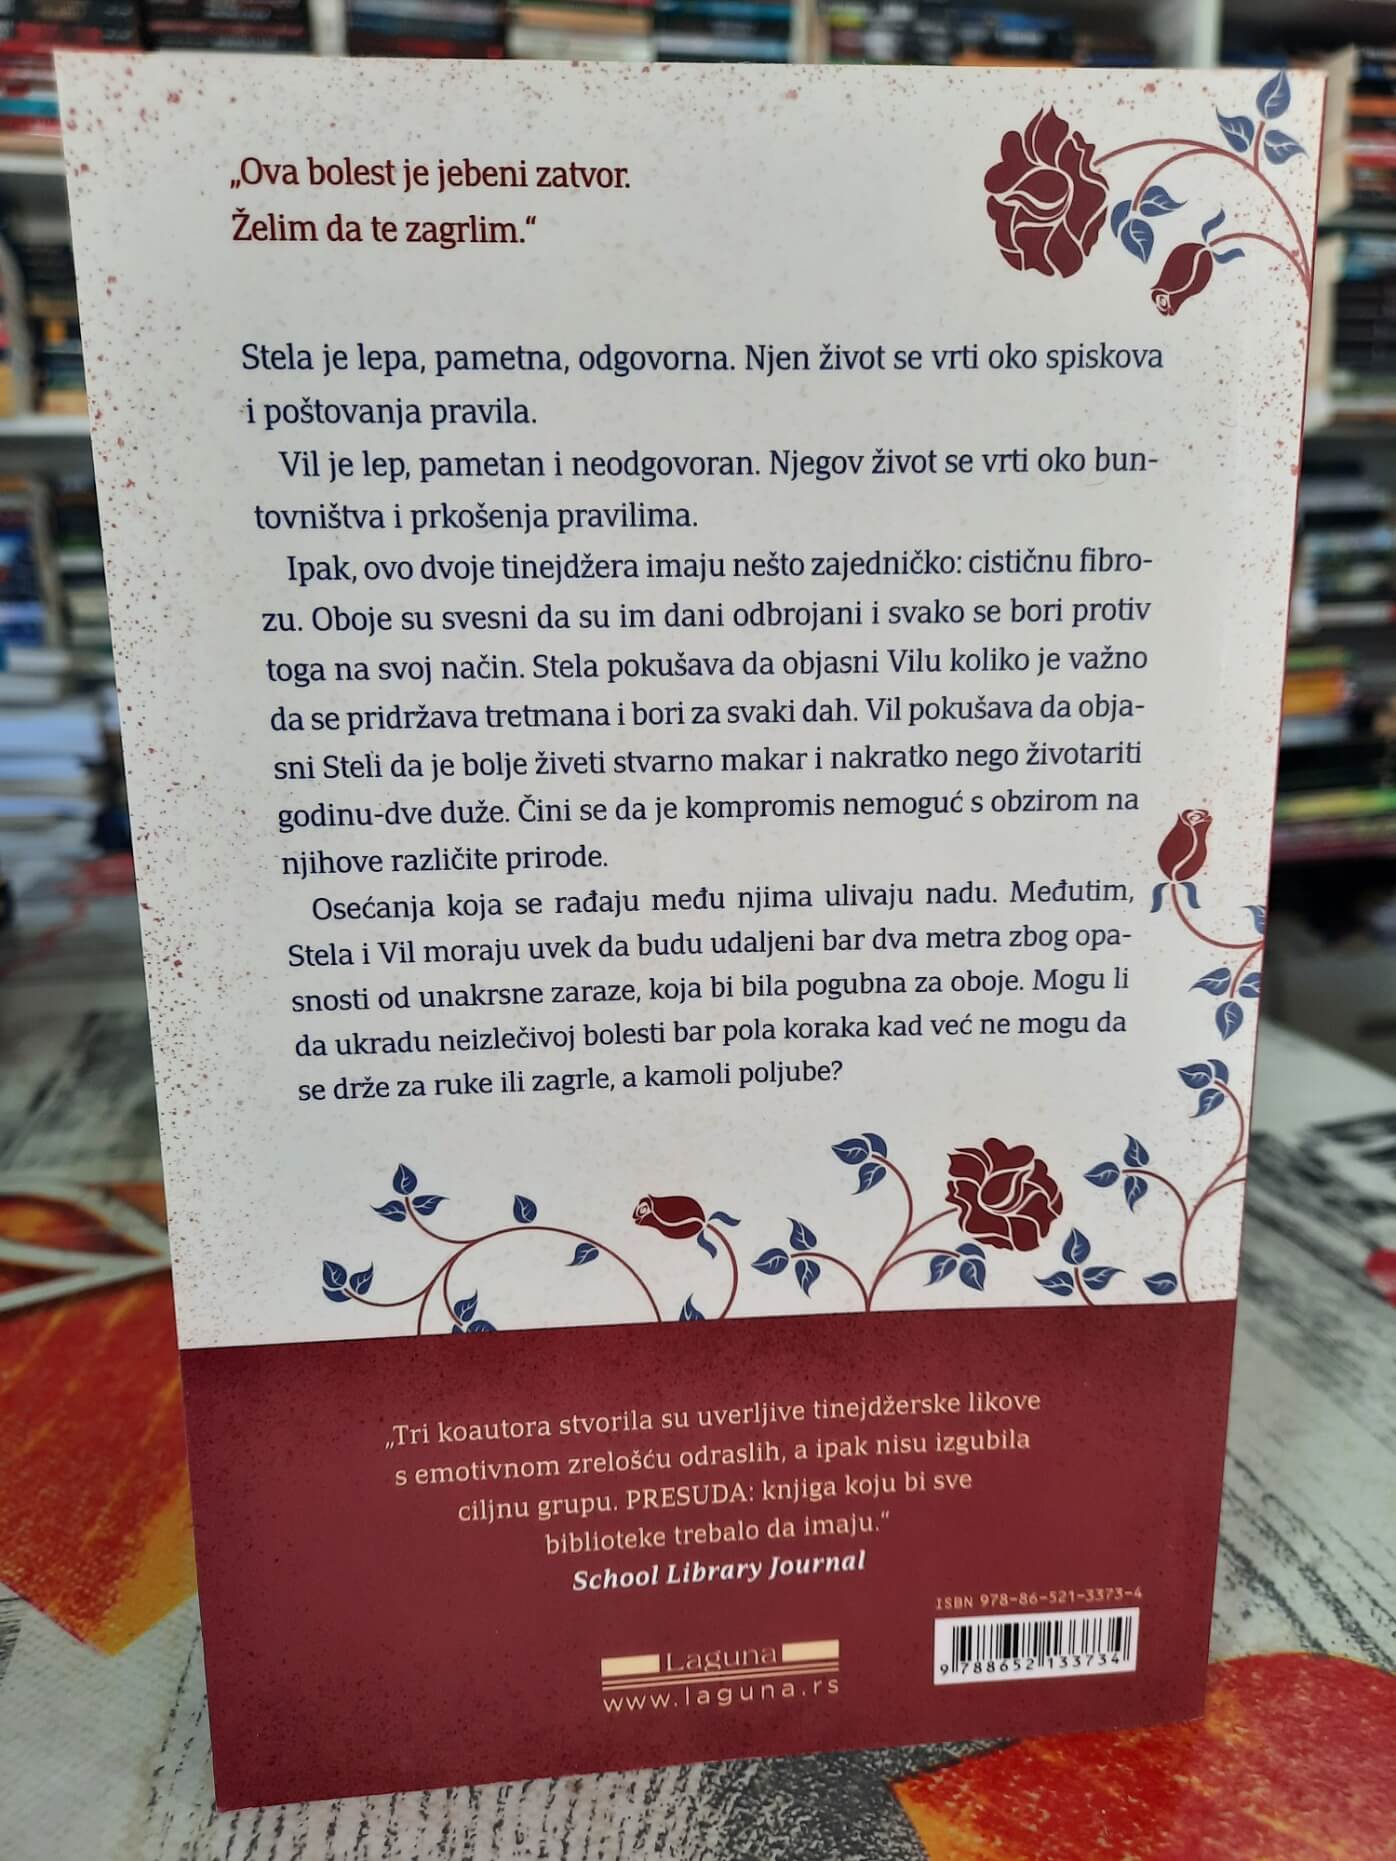 „Ova bolest je jebeni zatvor.
Želim da te zagrlim.“
Stela je lepa, pametna, odgovorna. Njen život se vrti oko spiskova
i poštovanja pravila.
Vil je lep, pametan i neodgovoran. Njegov život se vrti oko bun-
tovništva i prkošenja pravilima.
Ipak, ovo dvoje tinejdžera imaju nešto zajedničko: cističnu fibro-
zu. Oboje su svesni da su im dani odbrojani i svako se bori protiv
toga na svoj način. Stela pokušava da objasni Vilu koliko je važno
da se pridržava tretmana i bori za svaki dah. Vil pokušava da obja-
sni Steli da je bolje živeti stvarno makar i nakratko nego životariti
godinu-dve duže. Čini se da je kompromis nemoguć s obzirom na
njihove različite prirode.
Osećanja koja se rađaju među njima ulivaju nadu. Međutim,
Stela i Vil moraju uvek da budu udaljeni bar dva metra zbog opa-
snosti od unakrsne zaraze, koja bi bila pogubna za oboje. Mogu li
da ukradu neizlečivoj bolesti bar pola koraka kad već ne mogu da
se drže za ruke ili zagrle, a kamoli poljube?
„Tri koautora stvorila su uverljive tinejdžerske likove
s emotivnom zrelošću odraslih, a ipak nisu izgubila
ciljnu grupu. PRESUDA: knjiga koju bi sve
biblioteke trebalo da imaju.“
School Library Journal
ISBN 978-86-521-3373-4
9 788652 133734
Laguna
www.laguna.rs